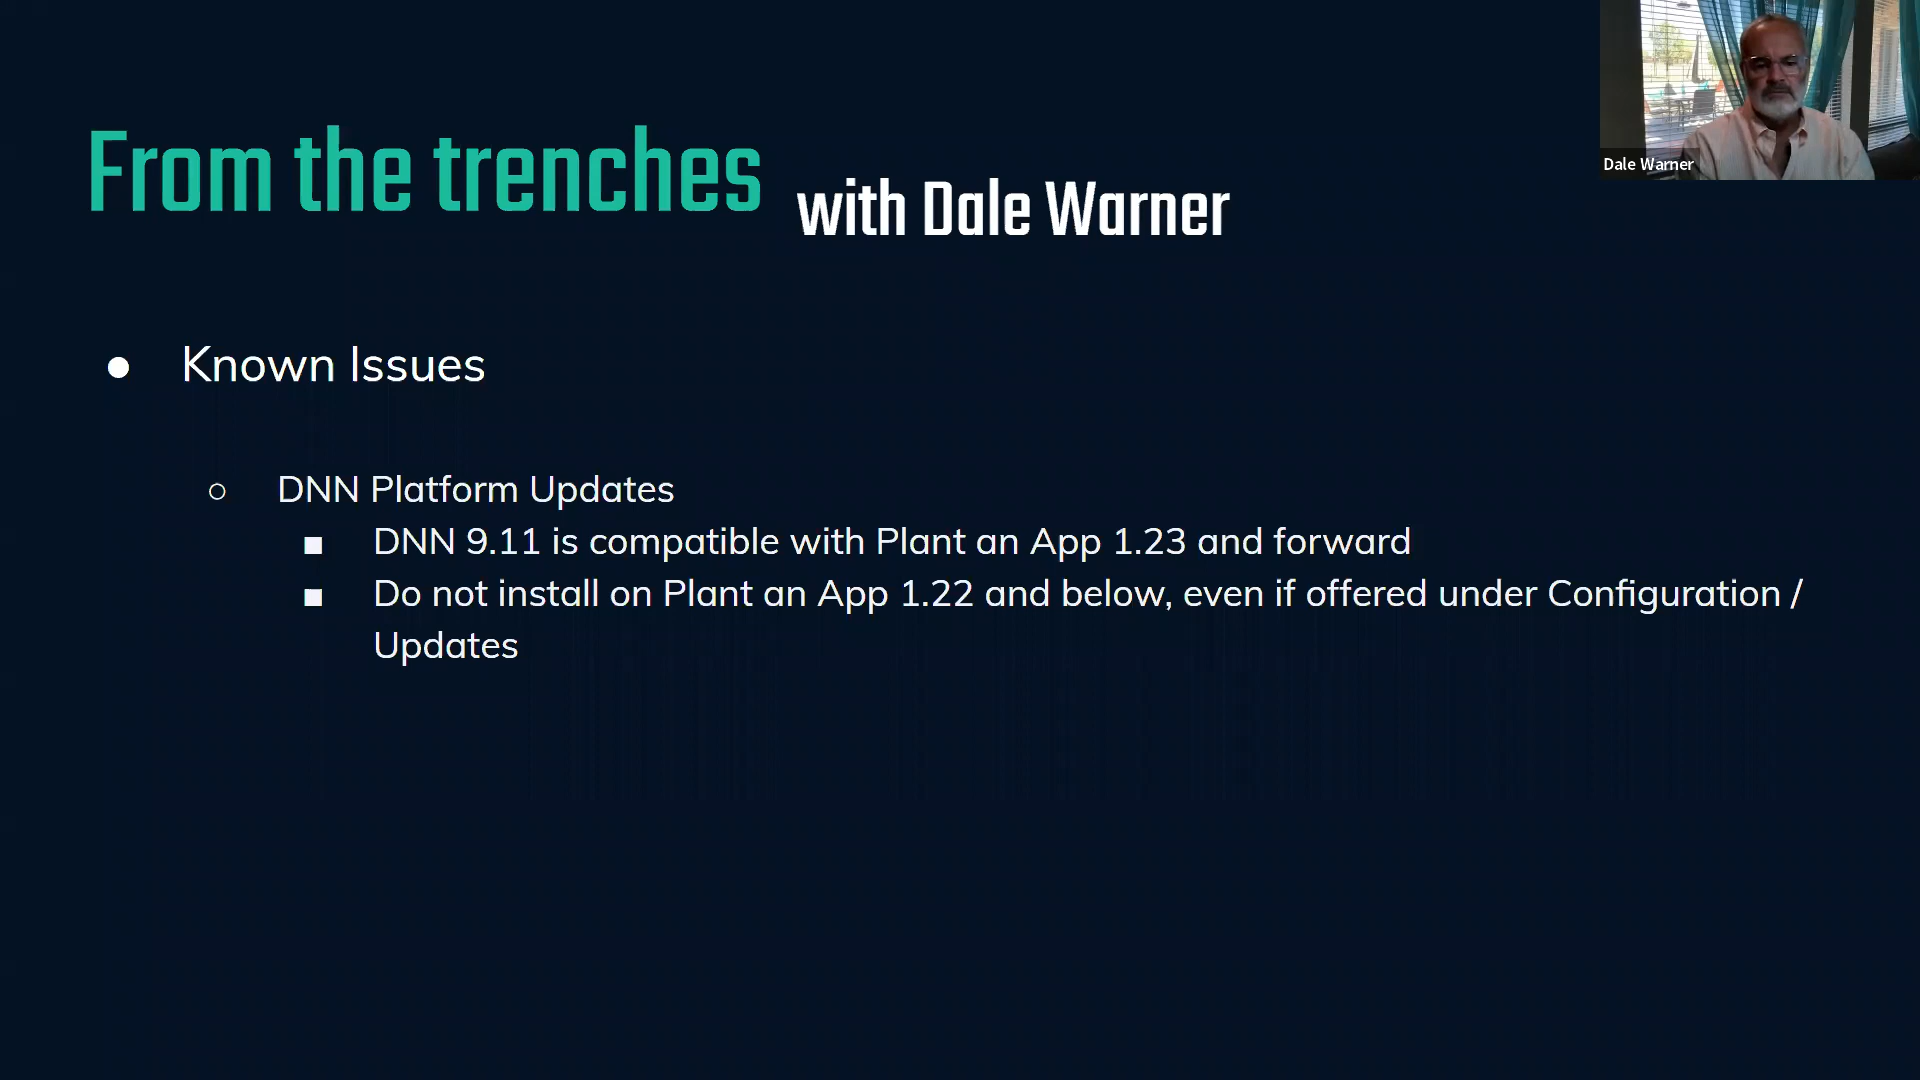 From the trenches with Dale Warner
Dale Warner
● Known Issues
○ DNN Platform Updates
■ DNN 9.11 is compatible with Plant an App 1.23 and forward
■ Do not install on Plant an App 1.22 and below, even if offered under Configuration /
Updates